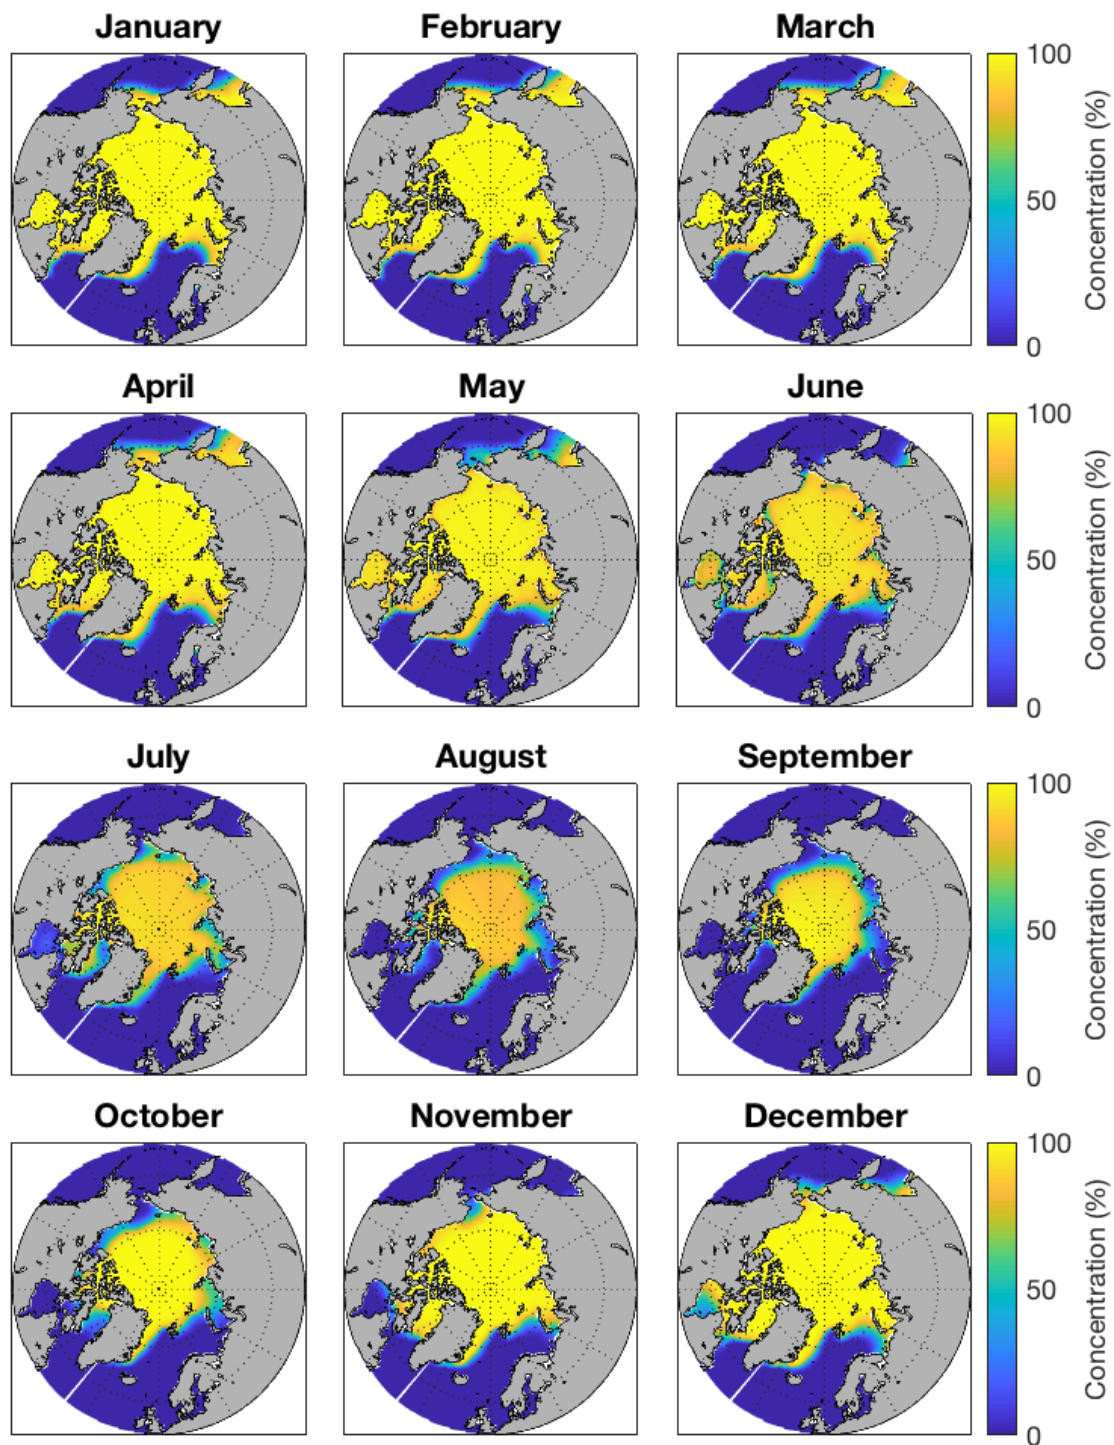 January February March
100
50
0
Concentration (%)
April May June
100
50
0
Concentration (%)
July August September
100
50
0
Concentration (%)
October November December
100
50
0
Concentration (%)